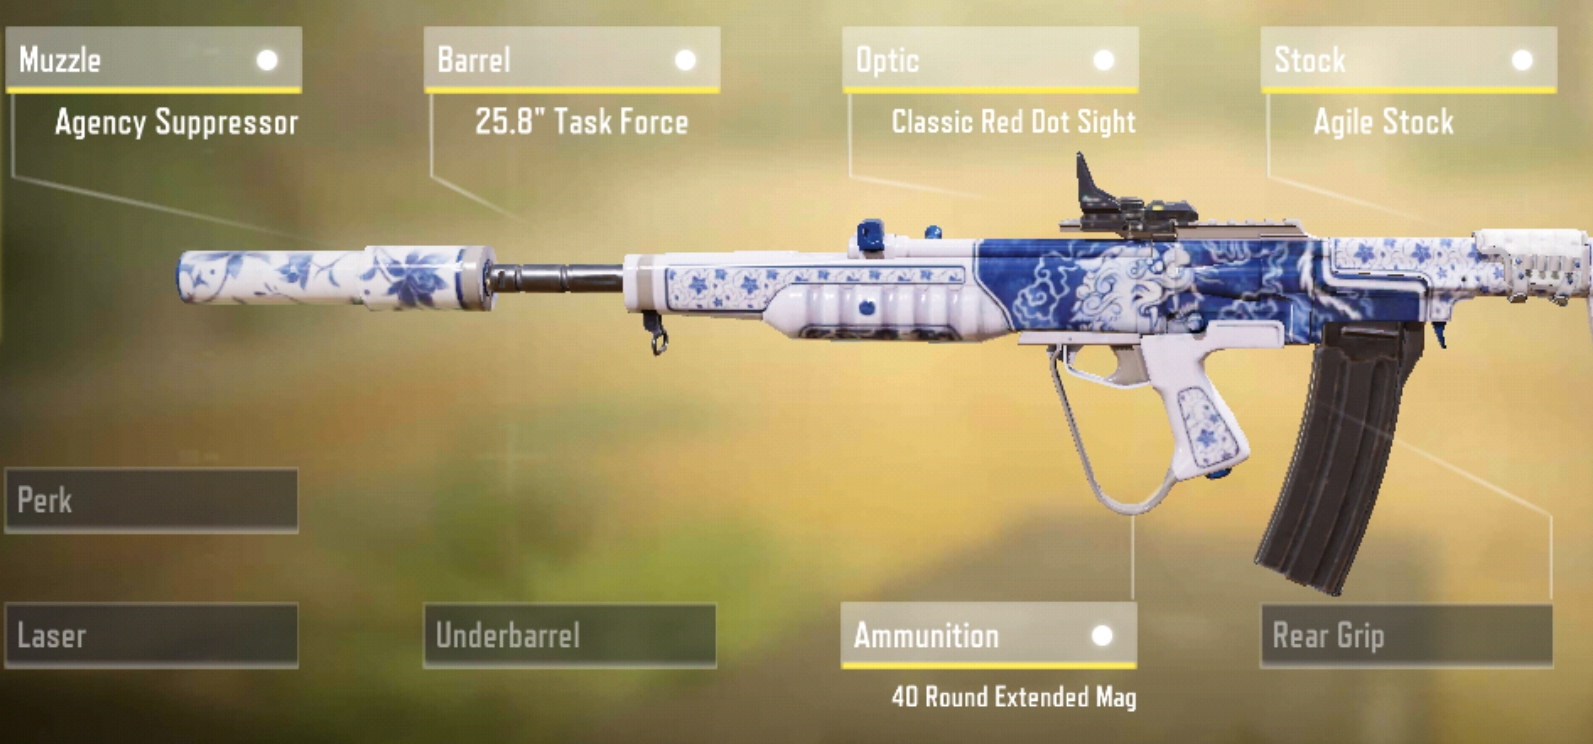 Muzzle
Agency Suppressor
Barrel
25.8" Task Force
Optic
Classic Red Dot Sight
Stock
Agile Stock
Perk
Laser
Underbarrel
Ammunition
40 Round Extended Mag
Rear Grip